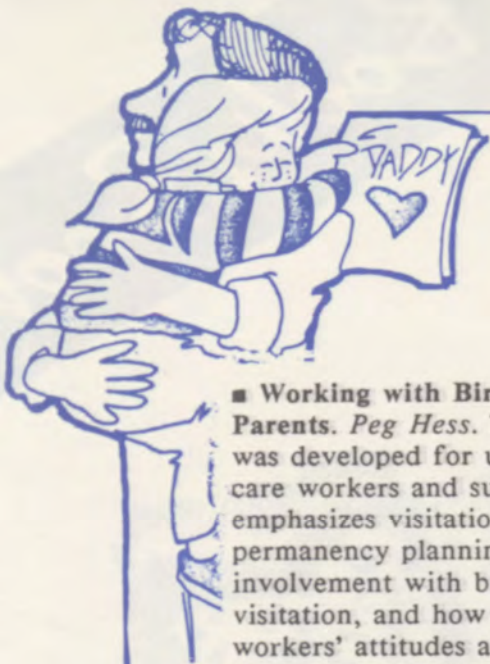 DADDY
■ Working with Bir
Parents. Peg Hess.
was developed for u
care workers and su
emphasizes visitatio
permanency plannin
involvement with b
visitation, and how
workers' attitudes a